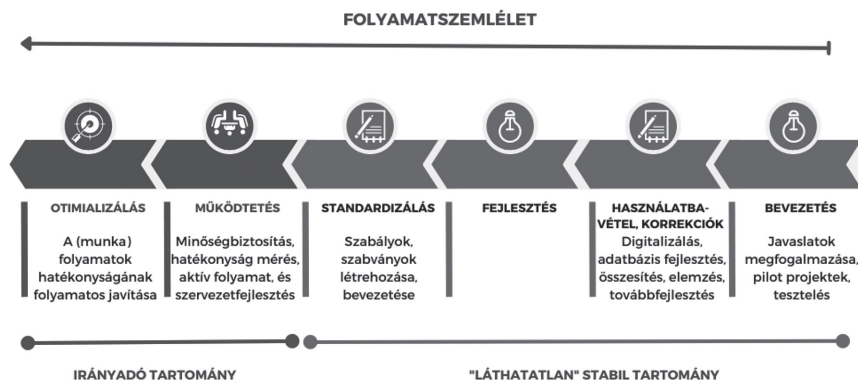 FOLYAMATSZEMLÉLET
OTIMIALIZÁLÁS
A (munka)
folyamatok
hatékonyságának
folyamatos javítása
MŰKÖDTETÉS
Minőségbiztosítás,
hatékonyság mérés,
aktív folyamat, és
szervezetfejlesztés
STANDARDIZÁLÁS
Szabályok,
szabványok
létrehozása,
bevezetése
FEJLESZTÉS
HASZNÁLATBA-
VÉTEL, KORREKCIÓK
Digitalizálás,
adatbázis fejlesztés,
összesítés, elemzés,
továbbfejlesztés
BEVEZETÉS
Javaslatok
megfogalmazása,
pilot projektek,
tesztelés
IRÁNYADÓ TARTOMÁNY
"LÁTHATATLAN" STABIL TARTOMÁNY